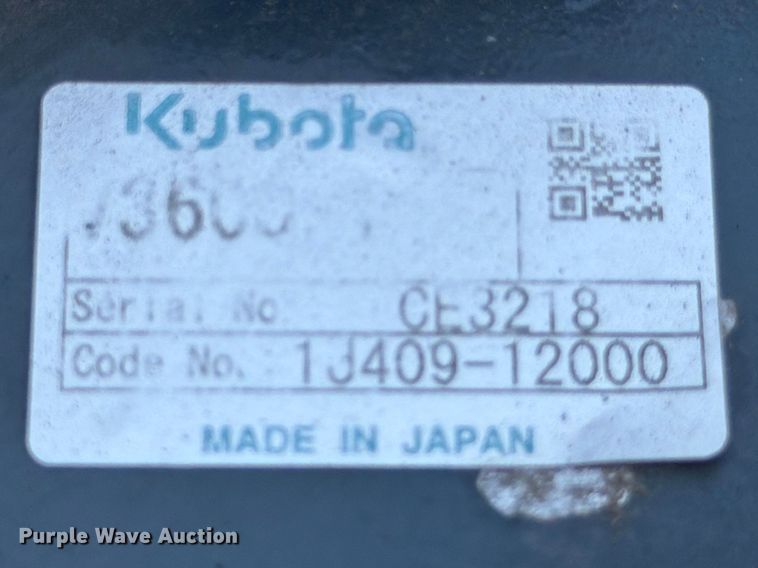 Kubota
Serial No.
CE3218
Code No.
1J409-12000
MADE IN JAPAN
Purple Wave Auction